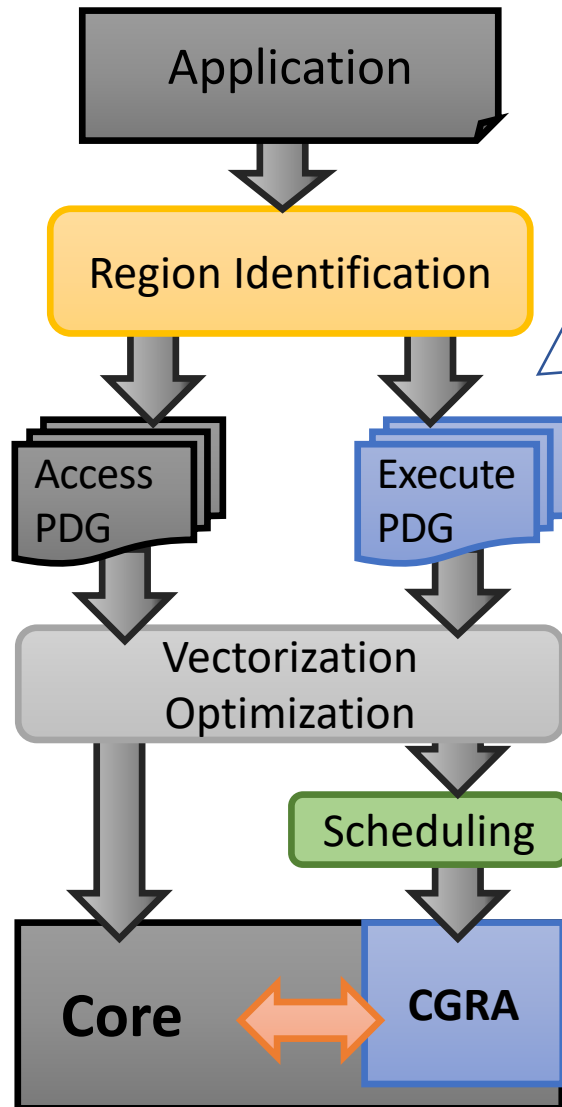 Application
Region Identification
Access
PDG
Execute
PDG
Vectorization
Optimization
Scheduling
Core
CGRA